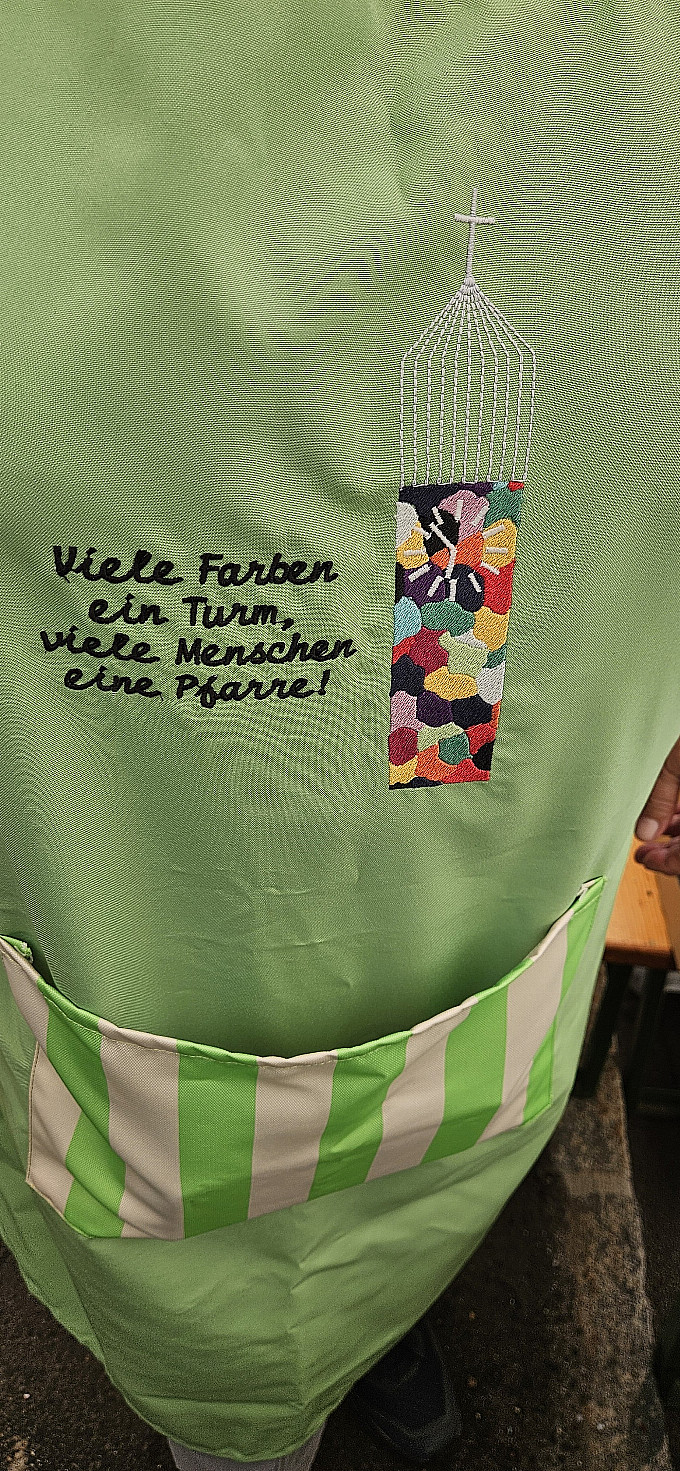 Viele Farben
ein Turm,
viele Menschen
eine Pfarre!